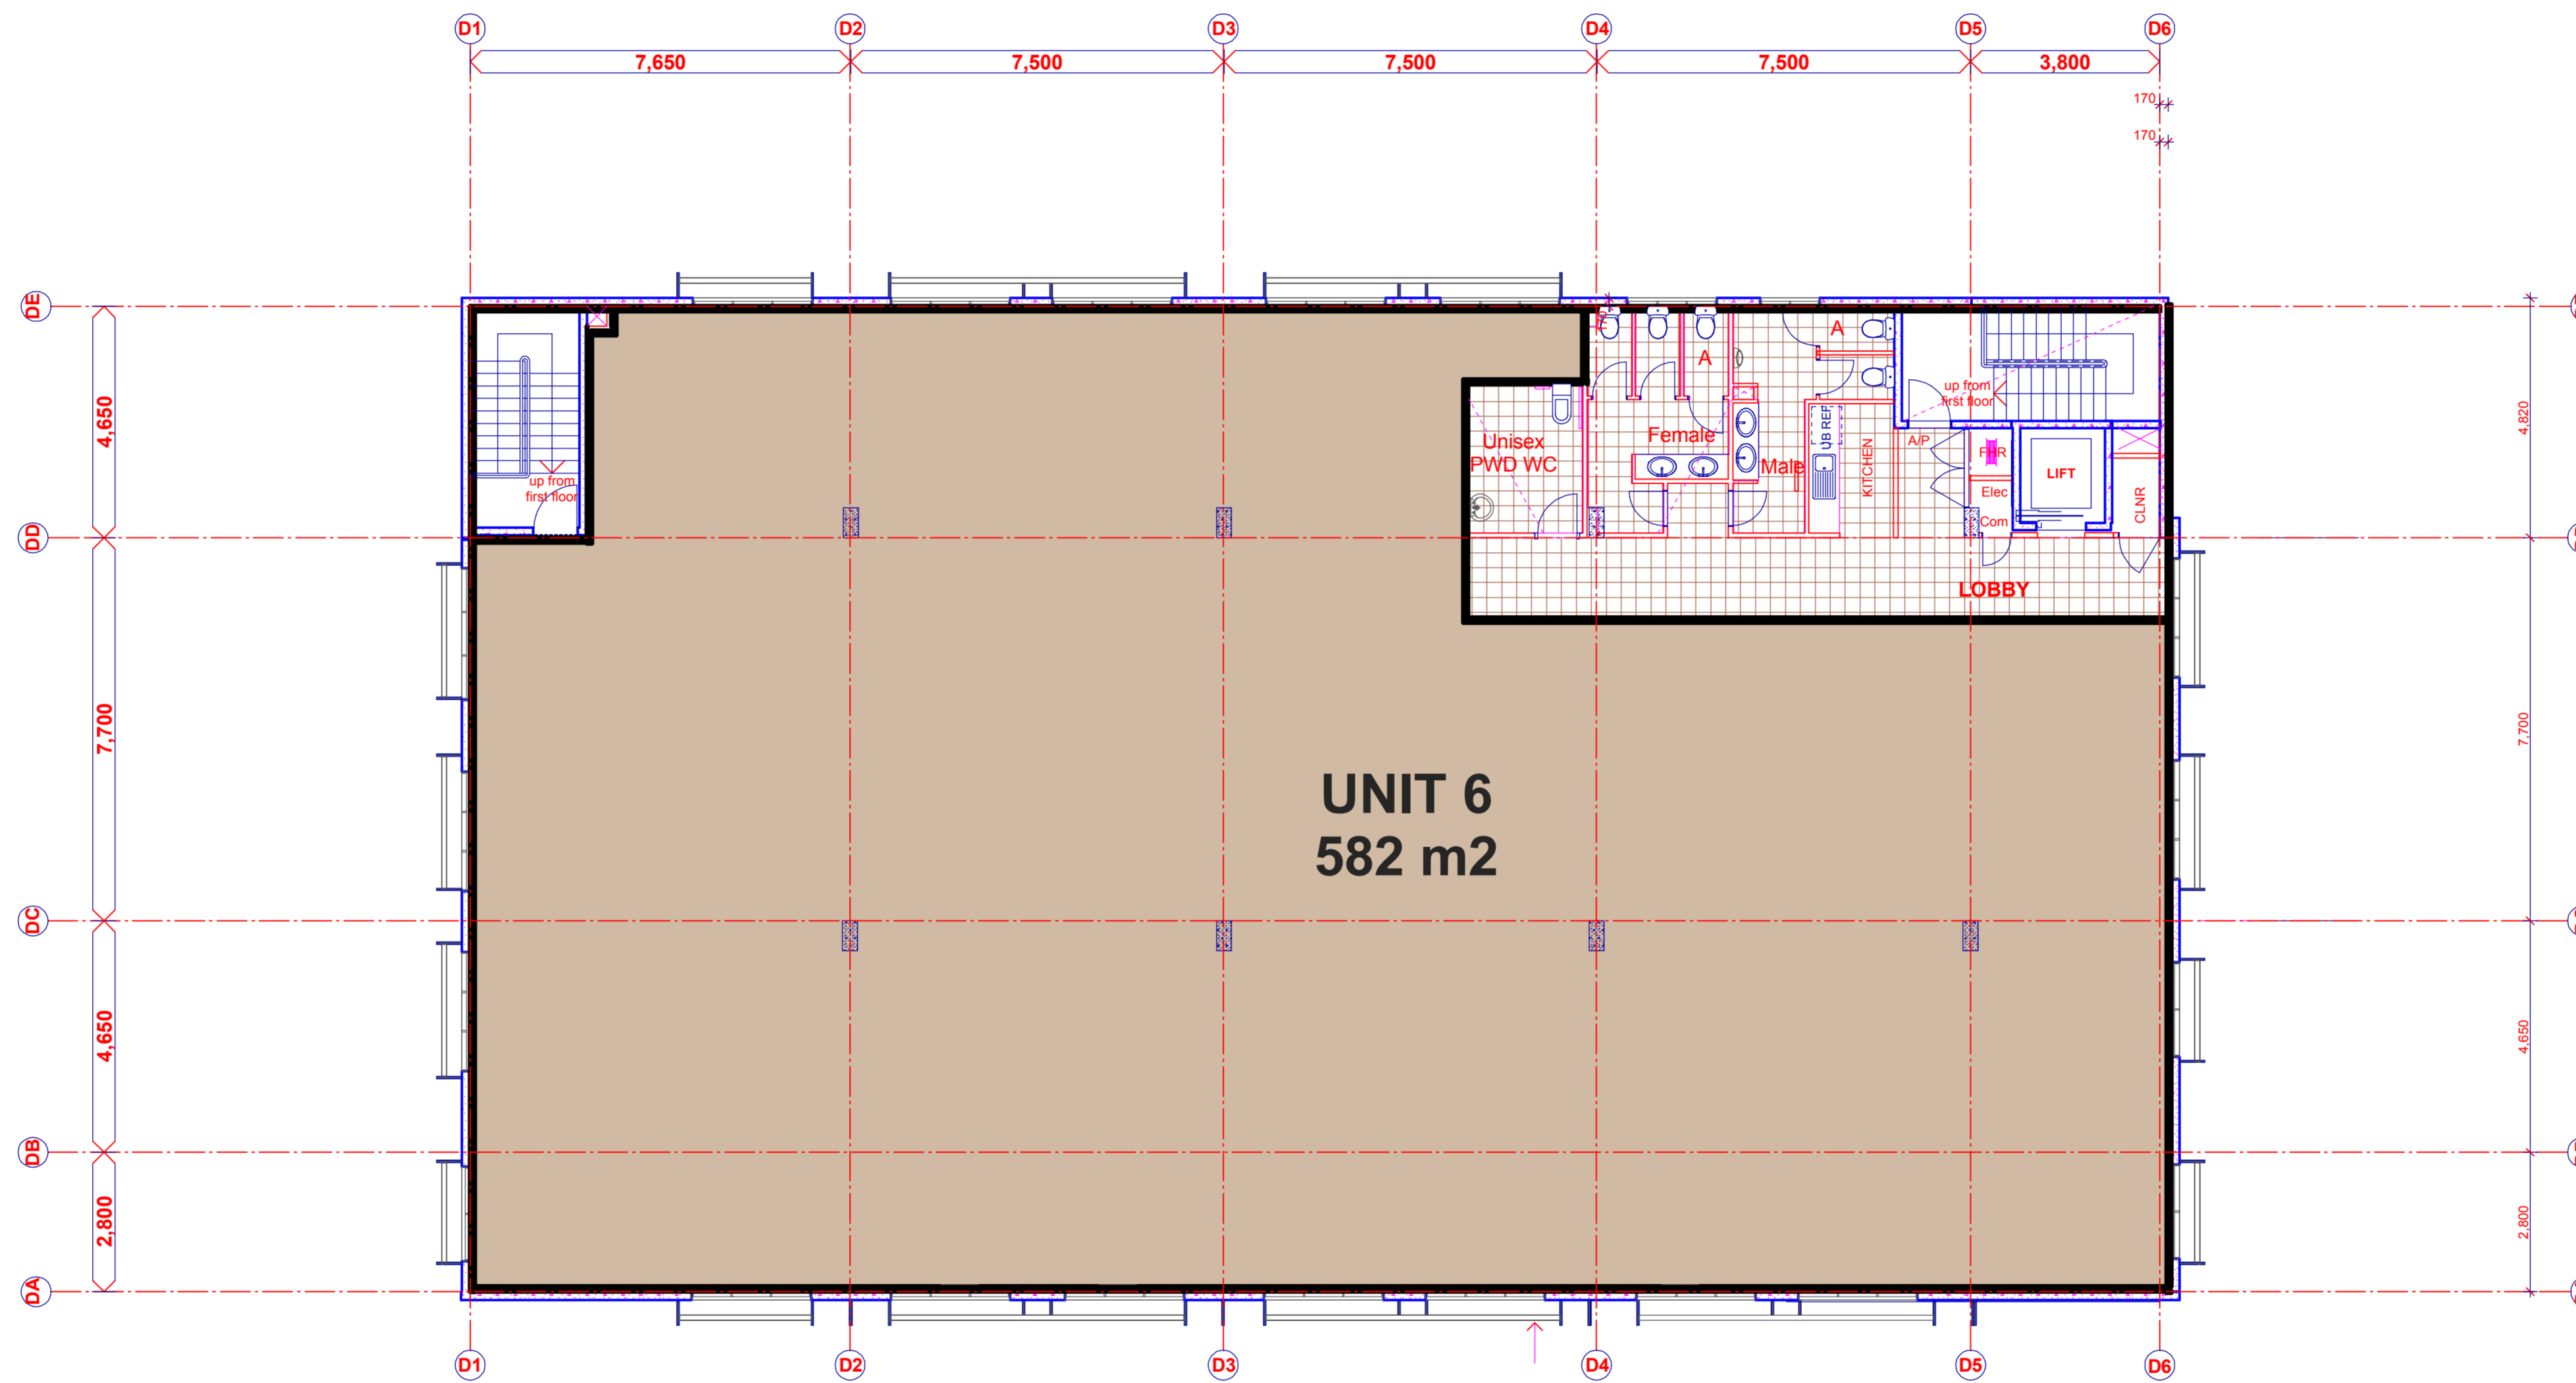 D1 D2 D3 D4 D5 D6
7,650 7,500 7,500 7,500 3,800
170
170
DE
170
A
A
up from
first floor
4,650
4,820
Unisex
PWD WC
Female
Male
UB REF
KITCHEN
A/P
FHR
Elec
Com
LIFT
CLNR
up from
first floor
DD
LOBBY
7,700
7,700
UNIT 6
582 m2
DC
4,650
4,650
DB
2,800
2,800
DA
D1 D2 D3 D4 D5 D6